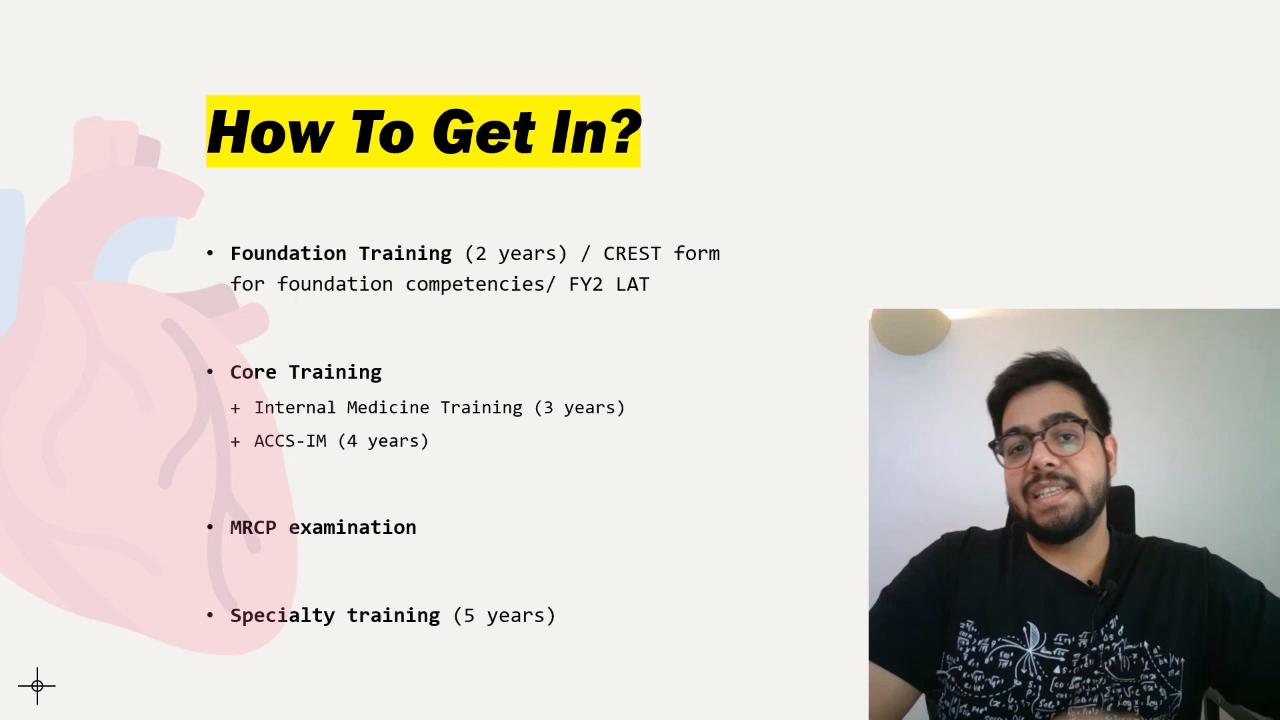 How To Get In?
• Foundation Training (2 years) / CREST form
for foundation competencies/ FY2 LAT
• Core Training
+ Internal Medicine Training (3 years)
+ ACCS-IM (4 years)
• MRCP examination
• Specialty training (5 years)